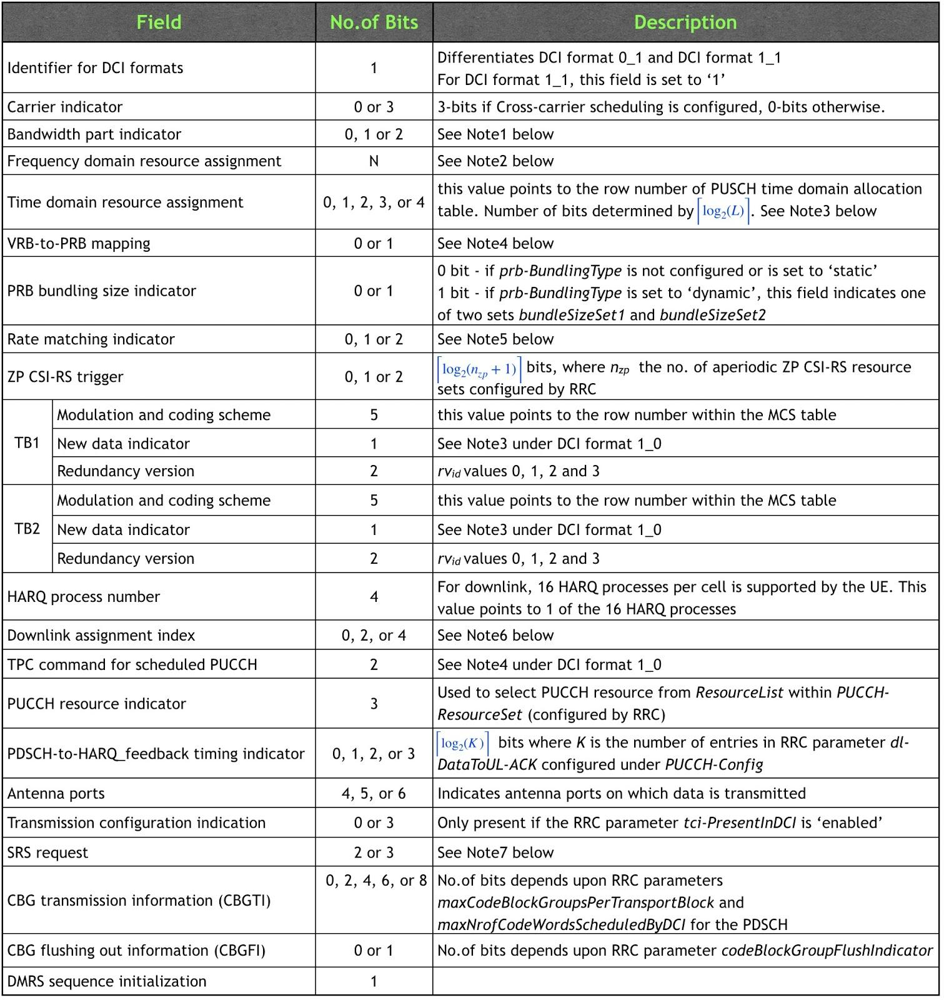 Field No.of Bits Description
Identifier for DCI formats 1 Differentiates DCI format 0_1 and DCI format 1_1
For DCI format 1_1, this field is set to ‘1’
Carrier indicator 0 or 3 3-bits if Cross-carrier scheduling is configured, 0-bits otherwise.
Bandwidth part indicator 0, 1 or 2 See Note1 below
Frequency domain resource assignment N See Note2 below
Time domain resource assignment 0, 1, 2, 3, or 4 this value points to the row number of PUSCH time domain allocation
table. Number of bits determined by ⌈log₂(L)⌉. See Note3 below
VRB-to-PRB mapping 0 or 1 See Note4 below
PRB bundling size indicator 0 or 1 0 bit - if prb-BundlingType is not configured or is set to ‘static’
1 bit - if prb-BundlingType is set to ‘dynamic’, this field indicates one
of two sets bundleSizeSet1 and bundleSizeSet2
Rate matching indicator 0, 1 or 2 See Note5 below
ZP CSI-RS trigger 0, 1 or 2 ⌈log₂(n_zp + 1)⌉ bits, where n_zp the no. of aperiodic ZP CSI-RS resource
sets configured by RRC
TB1 Modulation and coding scheme 5 this value points to the row number within the MCS table
New data indicator 1 See Note3 under DCI format 1_0
Redundancy version 2 rv_id values 0, 1, 2 and 3
TB2 Modulation and coding scheme 5 this value points to the row number within the MCS table
New data indicator 1 See Note3 under DCI format 1_0
Redundancy version 2 rv_id values 0, 1, 2 and 3
HARQ process number 4 For downlink, 16 HARQ processes per cell is supported by the UE. This
value points to 1 of the 16 HARQ processes
Downlink assignment index 0, 2, or 4 See Note6 below
TPC command for scheduled PUCCH 2 See Note4 under DCI format 1_0
PUCCH resource indicator 3 Used to select PUCCH resource from ResourceList within PUCCH-
ResourceSet (configured by RRC)
PDSCH-to-HARQ_feedback timing indicator 0, 1, 2, or 3 ⌈log₂(K)⌉ bits where K is the number of entries in RRC parameter dl-
DataToUL-ACK configured under PUCCH-Config
Antenna ports 4, 5, or 6 Indicates antenna ports on which data is transmitted
Transmission configuration indication 0 or 3 Only present if the RRC parameter tci-PresentInDCI is ‘enabled’
SRS request 2 or 3 See Note7 below
CBG transmission information (CBGTI) 0, 2, 4, 6, or 8 No.of bits depends upon RRC parameters
maxCodeBlockGroupsPerTransportBlock and
maxNrofCodeWordsScheduledByDCI for the PDSCH
CBG flushing out information (CBGFI) 0 or 1 No.of bits depends upon RRC parameter codeBlockGroupFlushIndicator
DMRS sequence initialization 1